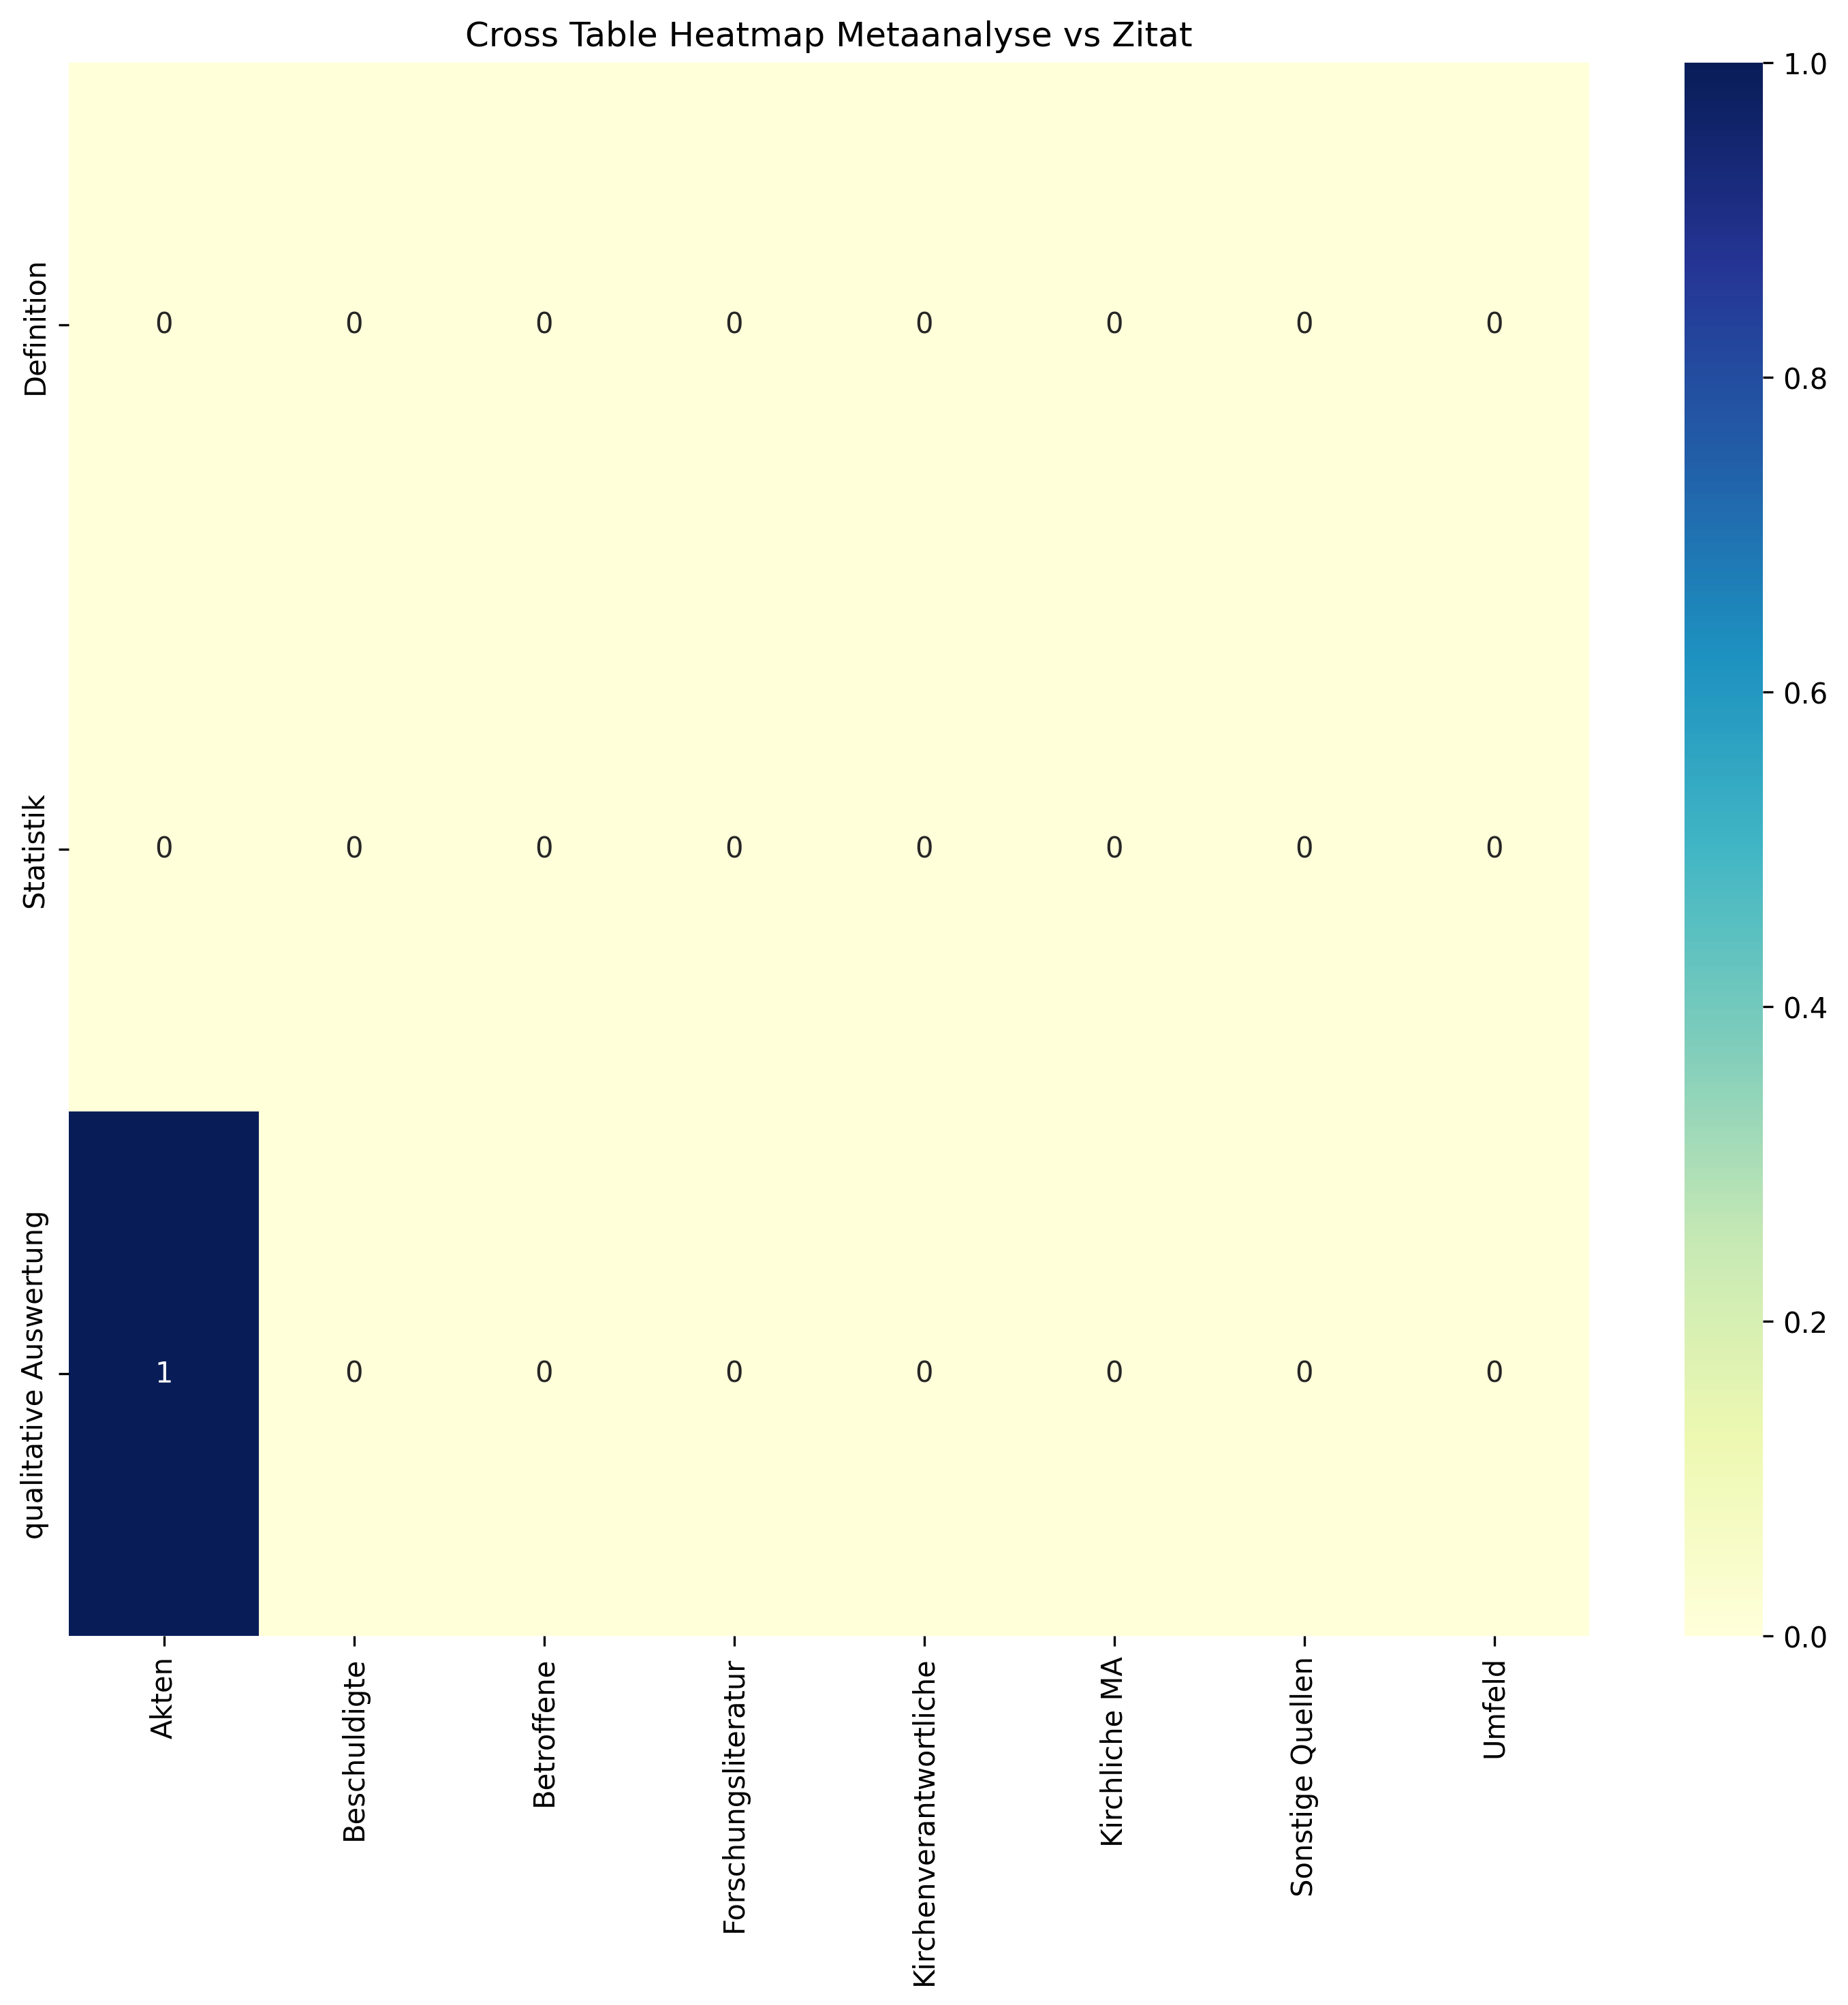 Cross Table Heatmap Metaanalyse vs Zitat
Definition
0 0 0 0 0 0 0 0
Statistik
0 0 0 0 0 0 0 0
qualitative Auswertung
1 0 0 0 0 0 0 0
Akten
Beschuldigte
Betroffene
Forschungsliteratur
Kirchenverantwortliche
Kirchliche MA
Sonstige Quellen
Umfeld
1.0
0.8
0.6
0.4
0.2
0.0